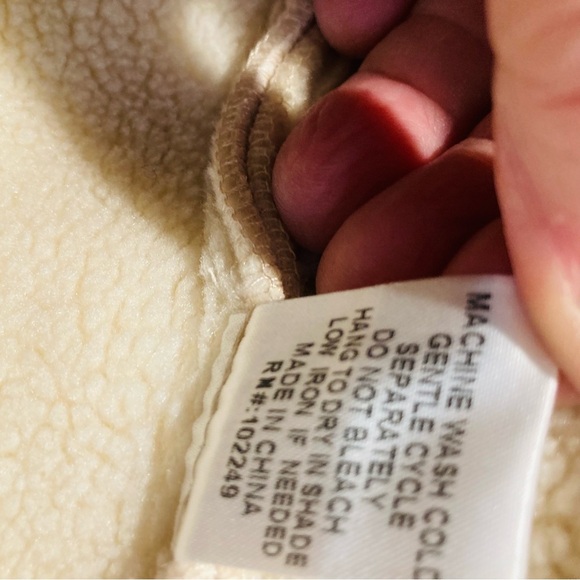 MACHINE WASH COLD
GENTLE CYCLE
SEPARATELY
DO NOT BLEACH
HANG TO DRY IN SHADE
LOW IRON IF NEEDED
MADE IN CHINA
RN#:102249